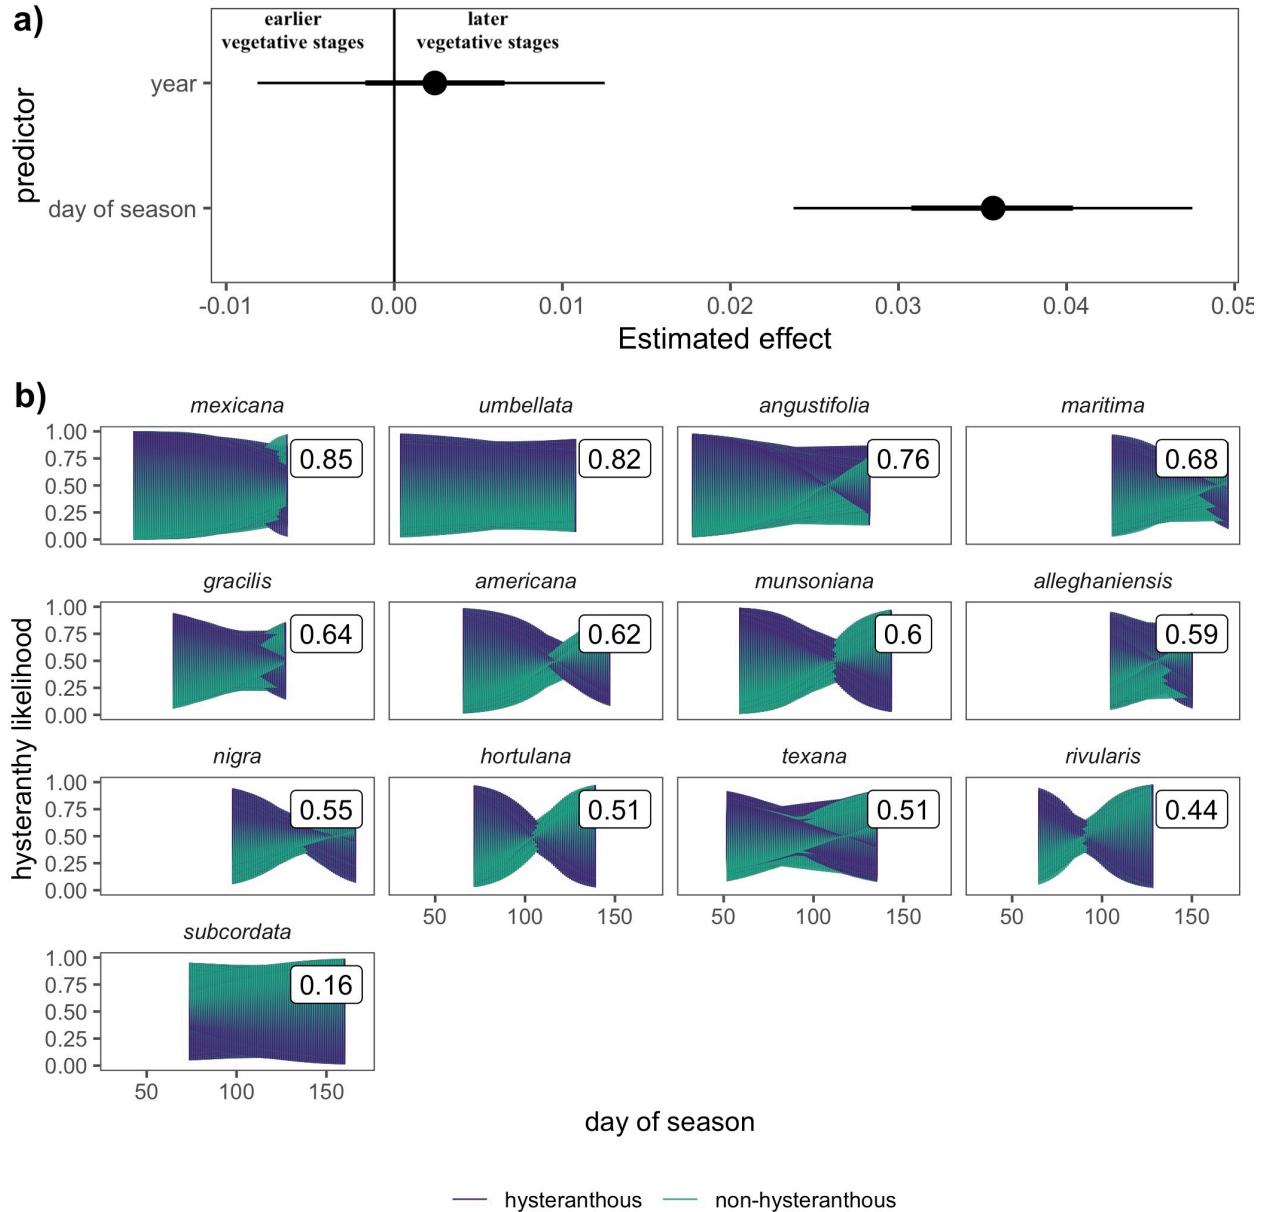 a)
earlier later
vegetative stages vegetative stages
year
day of season
predictor
-0.01 0.00 0.01 0.02 0.03 0.04 0.05
Estimated effect
b)
mexicana umbellata angustifolia maritima
1.00
0.75
0.50
0.25
0.00
0.85 0.82 0.76 0.68
gracilis americana munsoniana alleghaniensis
1.00
0.75
0.50
0.25
0.00
0.64 0.62 0.6 0.59
hysteranthy likelihood
nigra hortulana texana rivularis
1.00
0.75
0.50
0.25
0.00
0.55 0.51 0.51 0.44
50 100 150 50 100 150 50 100 150
subcordata
1.00
0.75
0.50
0.25
0.00
0.16
50 100 150
day of season
hysteranthous non-hysteranthous